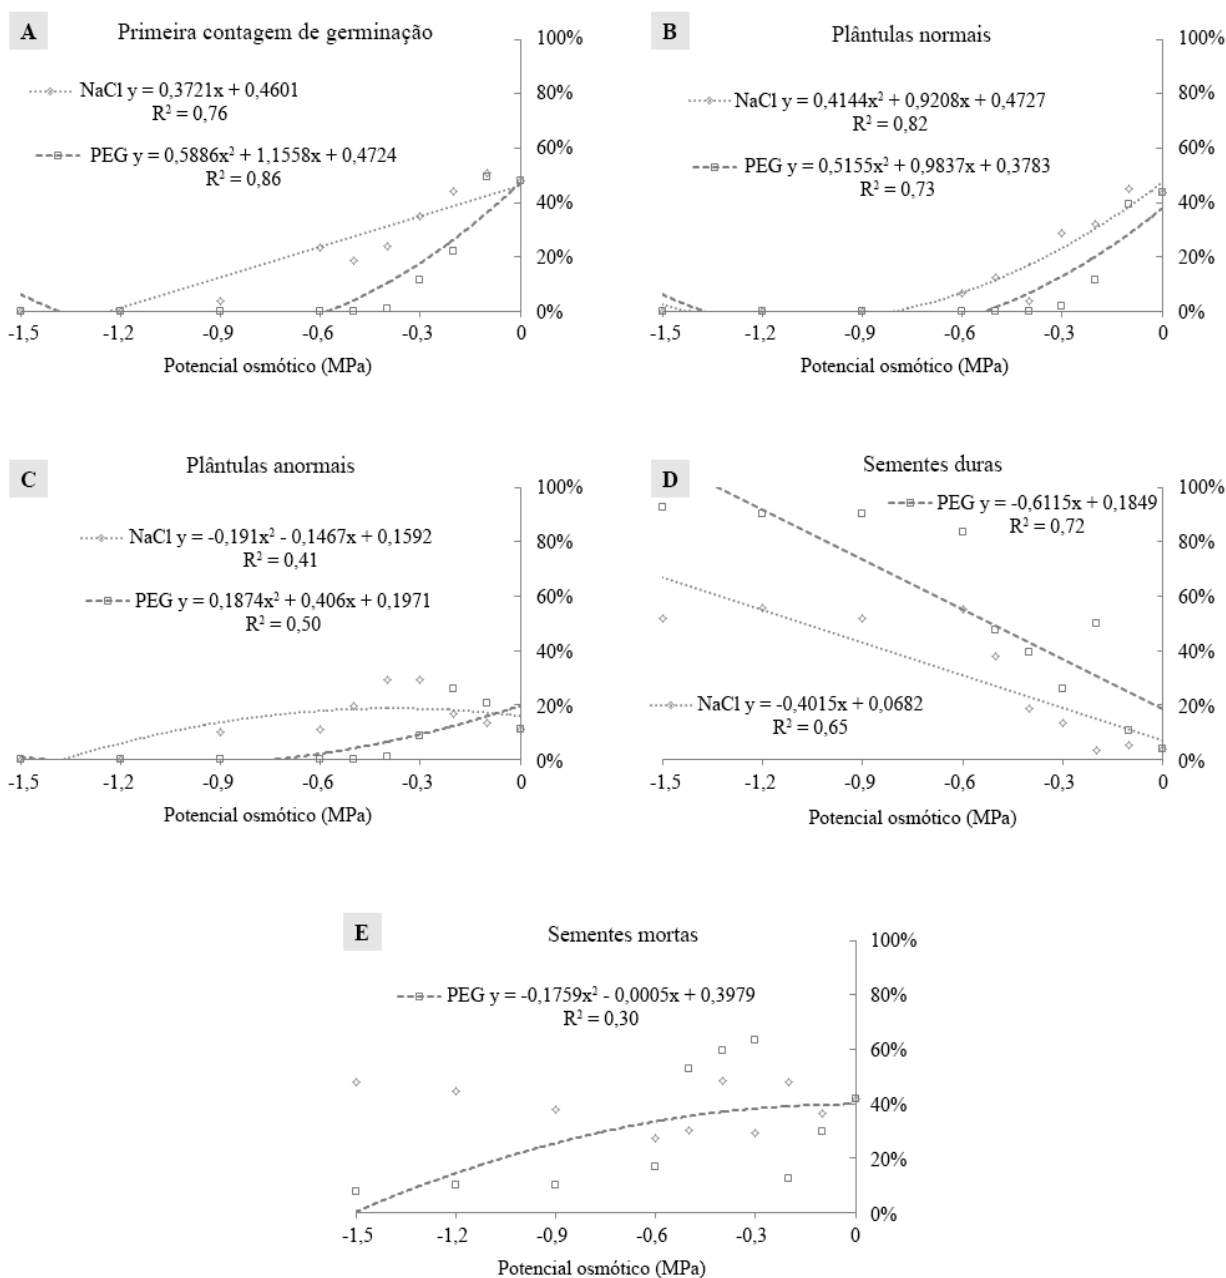 A
Primeira contagem de germinação
NaCl y = 0,3721x + 0,4601
R² = 0,76
PEG y = 0,5886x² + 1,1558x + 0,4724
R² = 0,86
100%
80%
60%
40%
20%
0%
-1,5 -1,2 -0,9 -0,6 -0,3 0
Potencial osmótico (MPa)
B
Plântulas normais
NaCl y = 0,4144x² + 0,9208x + 0,4727
R² = 0,82
PEG y = 0,5155x² + 0,9837x + 0,3783
R² = 0,73
100%
80%
60%
40%
20%
0%
-1,5 -1,2 -0,9 -0,6 -0,3 0
Potencial osmótico (MPa)
C
Plântulas anormais
NaCl y = -0,191x² - 0,1467x + 0,1592
R² = 0,41
PEG y = 0,1874x² + 0,406x + 0,1971
R² = 0,50
100%
80%
60%
40%
20%
0%
-1,5 -1,2 -0,9 -0,6 -0,3 0
Potencial osmótico (MPa)
D
Sementes duras
PEG y = -0,6115x + 0,1849
R² = 0,72
NaCl y = -0,4015x + 0,0682
R² = 0,65
100%
80%
60%
40%
20%
0%
-1,5 -1,2 -0,9 -0,6 -0,3 0
Potencial osmótico (MPa)
E
Sementes mortas
PEG y = -0,1759x² - 0,0005x + 0,3979
R² = 0,30
100%
80%
60%
40%
20%
0%
-1,5 -1,2 -0,9 -0,6 -0,3 0
Potencial osmótico (MPa)